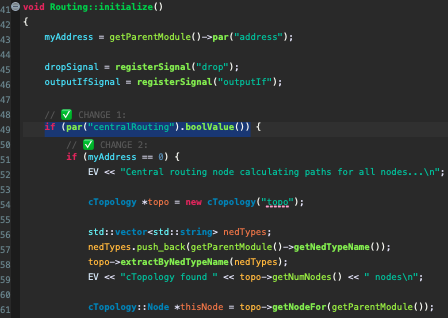 41 void Routing::initialize()
42 {
43 myAddress = getParentModule()->par("address");
44
45 dropSignal = registerSignal("drop");
46 outputIfSignal = registerSignal("outputIf");
47
48 // ✅ CHANGE 1:
49 if (par("centralRouting").boolValue()) {
50 // ✅ CHANGE 2:
51 if (myAddress == 0) {
52 EV << "Central routing node calculating paths for all nodes...\n";
53
54 cTopology *topo = new cTopology("topo");
55
56 std::vector<std::string> nedTypes;
57 nedTypes.push_back(getParentModule()->getNedTypeName());
58 topo->extractByNedTypeName(nedTypes);
59 EV << "cTopology found " << topo->getNumNodes() << " nodes\n";
60
61 cTopology::Node *thisNode = topo->getNodeFor(getParentModule());